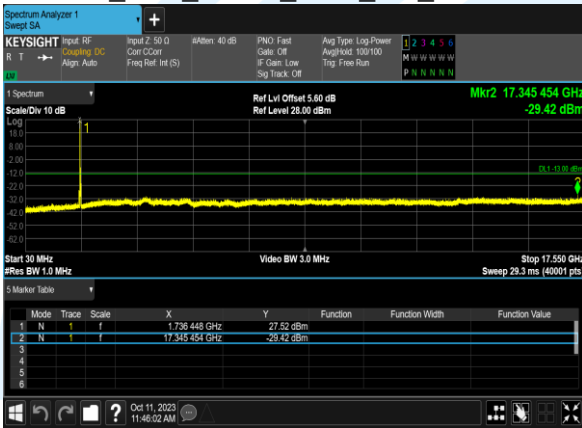 Spectrum Analyzer 1
Swept SA
+
KEYSIGHT Input: RF Input Z: 50 Ω #Atten: 40 dB PNO: Fast Avg Type: Log-Power 1 2 3 4 5 6
R T Coupling: DC Corr CCorr Gate: Off Avg|Hold: 100/100 M W W W W W
Align: Auto Freq Ref: Int (S) IF Gain: Low Trig: Free Run
LU Sig Track: Off P N N N N N
1 Spectrum Ref Lvl Offset 5.60 dB Mkr2 17.345 454 GHz
Scale/Div 10 dB Ref Level 28.00 dBm -29.42 dBm
Log
1
18.0
8.00
-2.00
-12.0 DL1 -13.00 dBm
-22.0 2
-32.0
-42.0
-52.0
-62.0
Start 30 MHz Video BW 3.0 MHz Stop 17.550 GHz
#Res BW 1.0 MHz Sweep 29.3 ms (40001 pts
5 Marker Table
Mode Trace Scale X Y Function Function Width Function Value
1 N 1 f 1.736 448 GHz 27.52 dBm
2 N 1 f 17.345 454 GHz -29.42 dBm
3
4
5
6
? Oct 11, 2023
11:46:02 AM